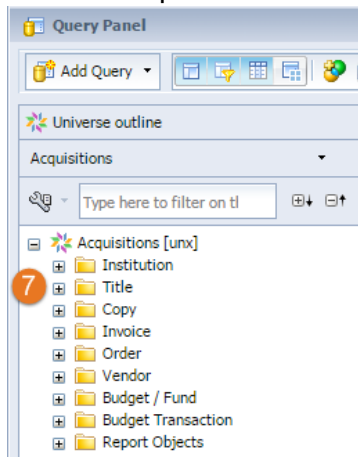 Query Panel
Add Query
Universe outline
Acquisitions
Type here to filter on tl
Acquisitions [unx]
Institution
7 Title
Copy
Invoice
Order
Vendor
Budget / Fund
Budget Transaction
Report Objects